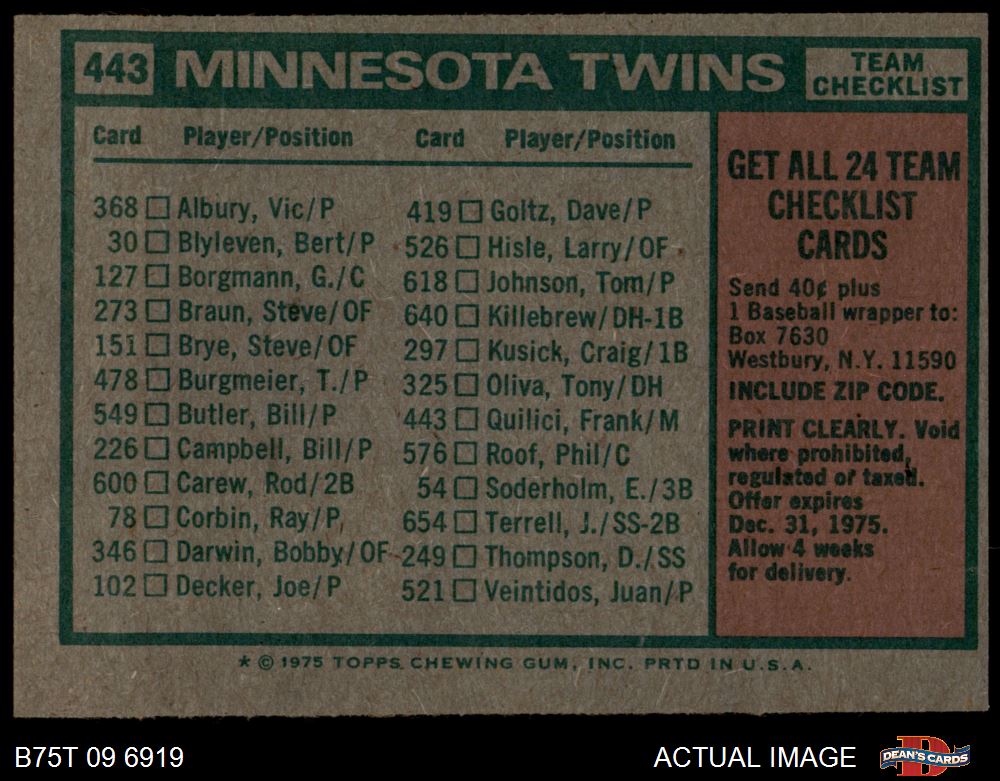 443 MINNESOTA TWINS TEAM CHECKLIST
Card Player/Position Card Player/Position
368 Albury, Vic/P
30 Blyleven, Bert/P
127 Borgmann, G./C
273 Braun, Steve/OF
151 Brye, Steve/OF
478 Burgmeier, T./P
549 Butler, Bill/P
226 Campbell, Bill/P
600 Carew, Rod/2B
78 Corbin, Ray/P
346 Darwin, Bobby/OF
102 Decker, Joe/P
419 Goltz, Dave/P
526 Hisle, Larry/OF
618 Johnson, Tom/P
640 Killebrew/DH-1B
297 Kusick, Craig/1B
325 Oliva, Tony/DH
443 Quilici, Frank/M
576 Roof, Phil/C
54 Soderholm, E./3B
654 Terrell, J./SS-2B
249 Thompson, D./SS
521 Veintidos, Juan/P
GET ALL 24 TEAM
CHECKLIST
CARDS
Send 40¢ plus
1 Baseball wrapper to:
Box 7630
Westbury, N.Y. 11590
INCLUDE ZIP CODE.
PRINT CLEARLY. Void
where prohibited,
regulated or taxed.
Offer expires
Dec. 31, 1975.
Allow 4 weeks
for delivery.
* © 1975 TOPPS CHEWING GUM, INC. PRTD IN U.S.A.
B75T 09 6919
ACTUAL IMAGE
DEAN'S CARDS